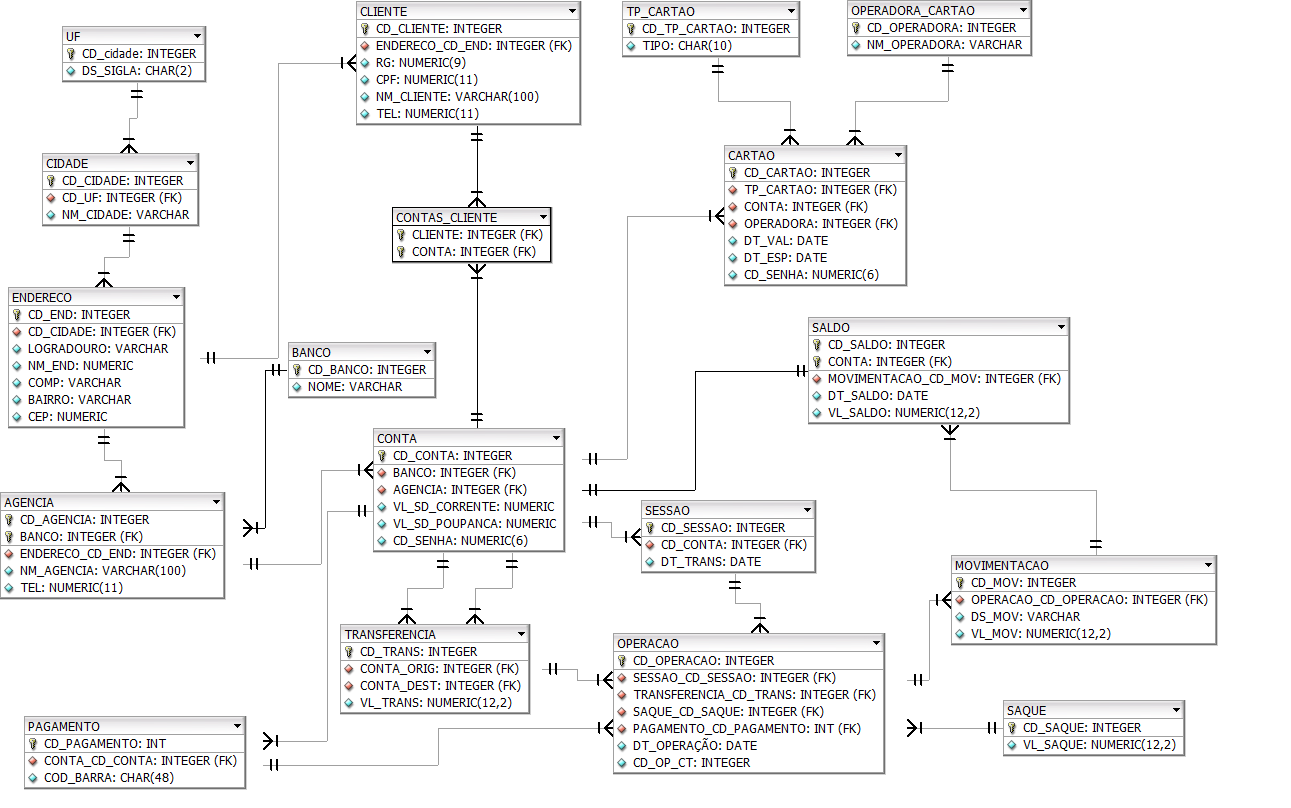 UF
CD_cidade: INTEGER
DS_SIGLA: CHAR(2)
CLIENTE
CD_CLIENTE: INTEGER
ENDERECO_CD_END: INTEGER (FK)
RG: NUMERIC(9)
CPF: NUMERIC(11)
NM_CLIENTE: VARCHAR(100)
TEL: NUMERIC(11)
TP_CARTAO
CD_TP_CARTAO: INTEGER
TIPO: CHAR(10)
OPERADORA_CARTAO
CD_OPERADORA: INTEGER
NM_OPERADORA: VARCHAR
CIDADE
CD_CIDADE: INTEGER
CD_UF: INTEGER (FK)
NM_CIDADE: VARCHAR
CONTAS_CLIENTE
CLIENTE: INTEGER (FK)
CONTA: INTEGER (FK)
CARTAO
CD_CARTAO: INTEGER
TP_CARTAO: INTEGER (FK)
CONTA: INTEGER (FK)
OPERADORA: INTEGER (FK)
DT_VAL: DATE
DT_ESP: DATE
CD_SENHA: NUMERIC(6)
ENDERECO
CD_END: INTEGER
CD_CIDADE: INTEGER (FK)
LOGRADOURO: VARCHAR
NM_END: NUMERIC
COMP: VARCHAR
BAIRRO: VARCHAR
CEP: NUMERIC
BANCO
CD_BANCO: INTEGER
NOME: VARCHAR
SALDO
CD_SALDO: INTEGER
CONTA: INTEGER (FK)
MOVIMENTACAO_CD_MOV: INTEGER (FK)
DT_SALDO: DATE
VL_SALDO: NUMERIC(12,2)
CONTA
CD_CONTA: INTEGER
BANCO: INTEGER (FK)
AGENCIA: INTEGER (FK)
VL_SD_CORRENTE: NUMERIC
VL_SD_POUPANCA: NUMERIC
CD_SENHA: NUMERIC(6)
AGENCIA
CD_AGENCIA: INTEGER
BANCO: INTEGER (FK)
ENDERECO_CD_END: INTEGER (FK)
NM_AGENCIA: VARCHAR(100)
TEL: NUMERIC(11)
SESSAO
CD_SESSAO: INTEGER
CD_CONTA: INTEGER (FK)
DT_TRANS: DATE
MOVIMENTACAO
CD_MOV: INTEGER
OPERACAO_CD_OPERACAO: INTEGER (FK)
DS_MOV: VARCHAR
VL_MOV: NUMERIC(12,2)
TRANSFERENCIA
CD_TRANS: INTEGER
CONTA_ORIG: INTEGER (FK)
CONTA_DEST: INTEGER (FK)
VL_TRANS: NUMERIC(12,2)
OPERACAO
CD_OPERACAO: INTEGER
SESSAO_CD_SESSAO: INTEGER (FK)
TRANSFERENCIA_CD_TRANS: INTEGER (FK)
SAQUE_CD_SAQUE: INTEGER (FK)
PAGAMENTO_CD_PAGAMENTO: INT (FK)
DT_OPERAÇÃO: DATE
CD_OP_CT: INTEGER
PAGAMENTO
CD_PAGAMENTO: INT
CONTA_CD_CONTA: INTEGER (FK)
COD_BARRA: CHAR(48)
SAQUE
CD_SAQUE: INTEGER
VL_SAQUE: NUMERIC(12,2)